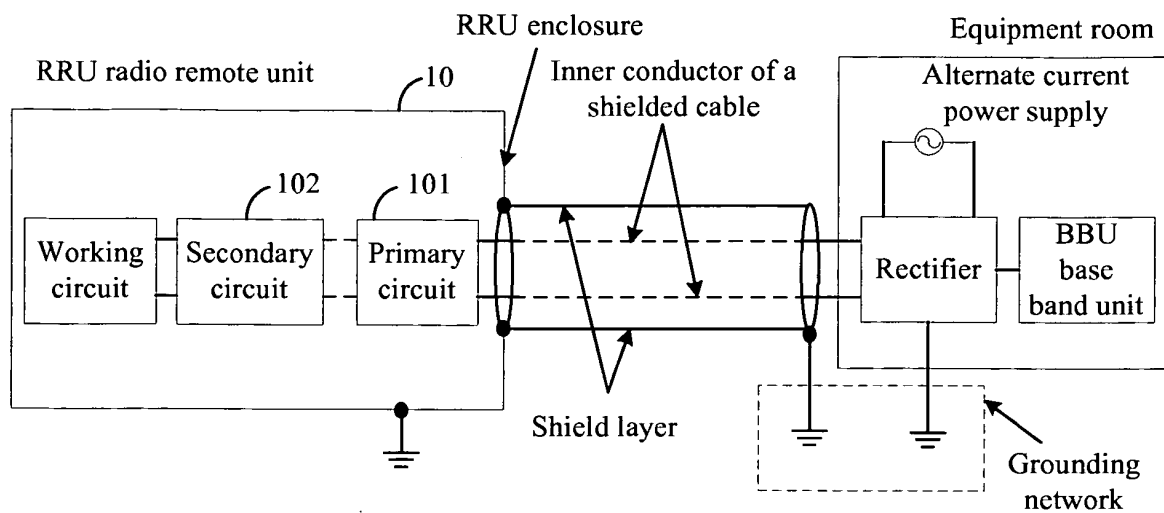 RRU enclosure
Equipment room
RRU radio remote unit
10
Inner conductor of a
shielded cable
Alternate current
power supply
102
101
Working
circuit
Secondary
circuit
Primary
circuit
Rectifier
BBU
base
band unit
Shield layer
Grounding
network